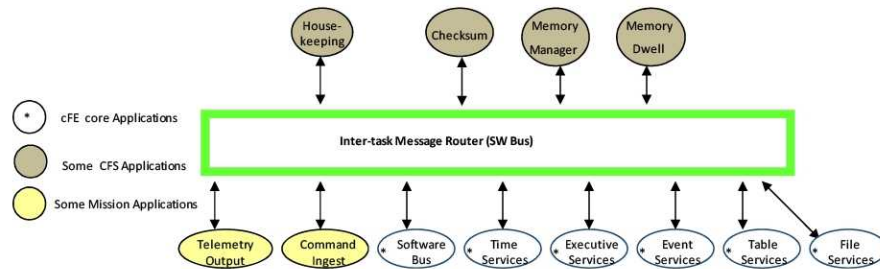 House-
keeping
Checksum
Memory
Manager
Memory
Dwell
* cFE core Applications
Some CFS Applications
Some Mission Applications
Inter-task Message Router (SW Bus)
Telemetry
Output
Command
Ingest
* Software
Bus
* Time
Services
* Executive
Services
* Event
Services
* Table
Services
* File
Services